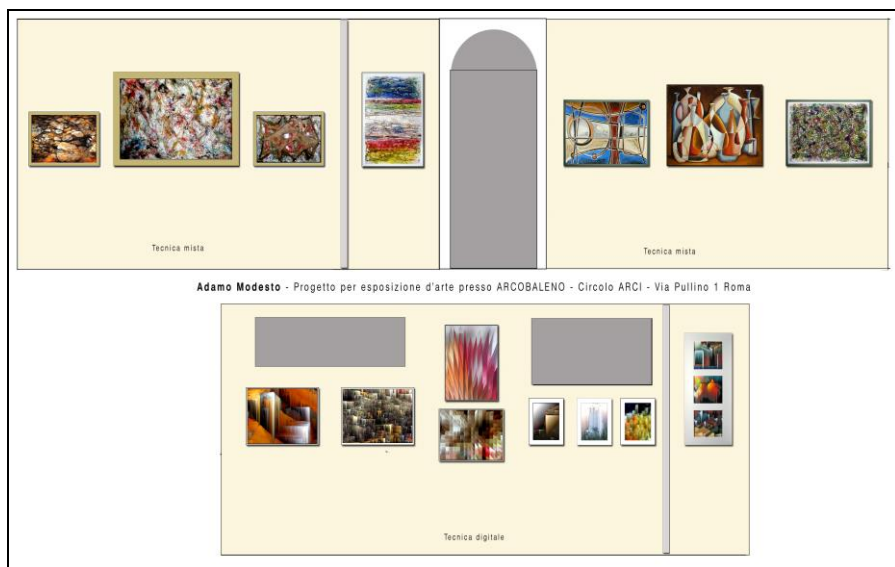 Tecnica mista
Tecnica mista
Adamo Modesto - Progetto per esposizione d'arte presso ARCOBALENO - Circolo ARCI - Via Pullino 1 Roma
Tecnica digitale